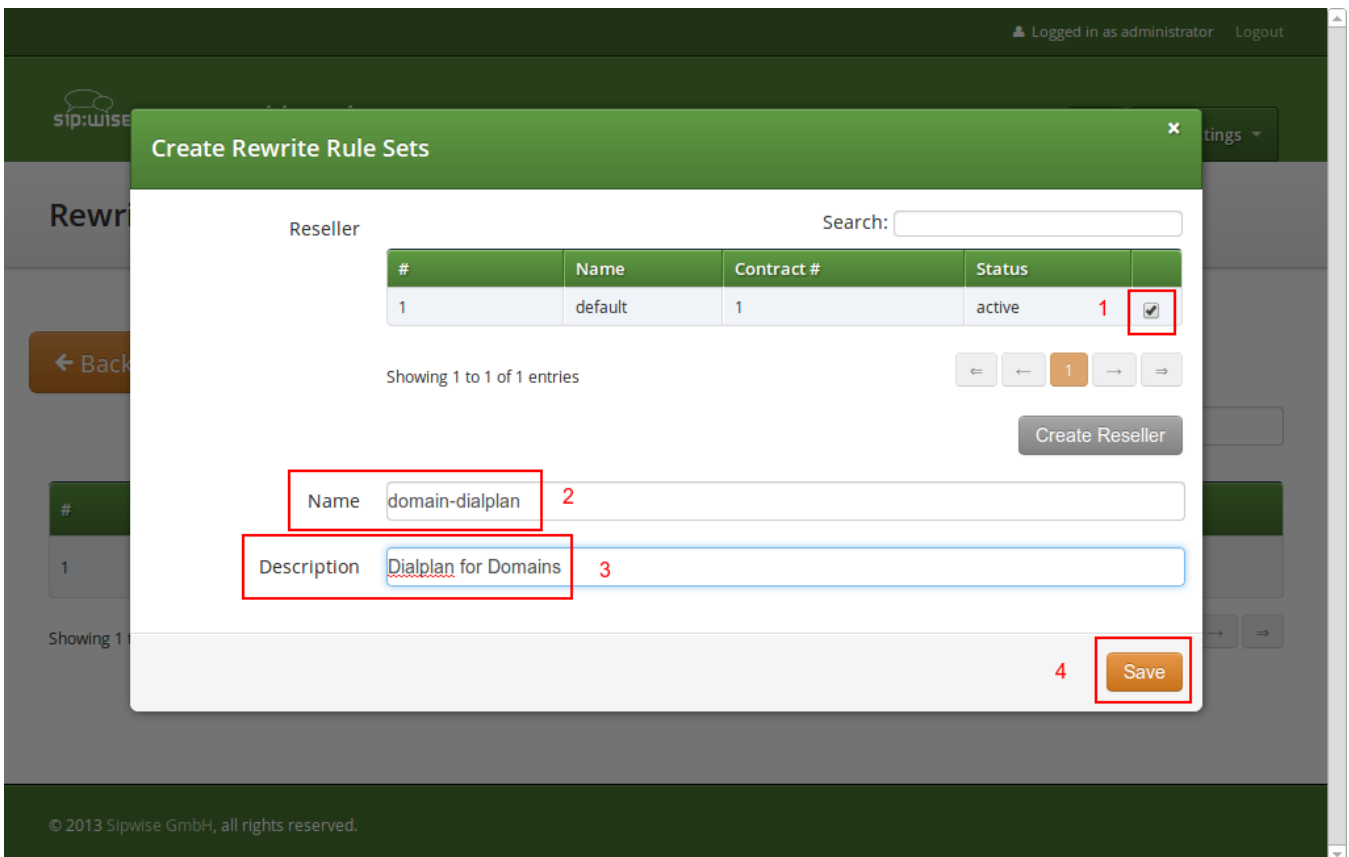 Logged in as administrator Logout
sip:wise
tings
Create Rewrite Rule Sets ×
Rewri
Reseller
Search:
# Name Contract # Status
1 default 1 active 1
← Back
Showing 1 to 1 of 1 entries
⇐ ← 1 → ⇒
Create Reseller
Name domain-dialplan 2
#
Description Dialplan for Domains 3
1
Showing 1 t
→ ⇒
4 Save
© 2013 Sipwise GmbH, all rights reserved.